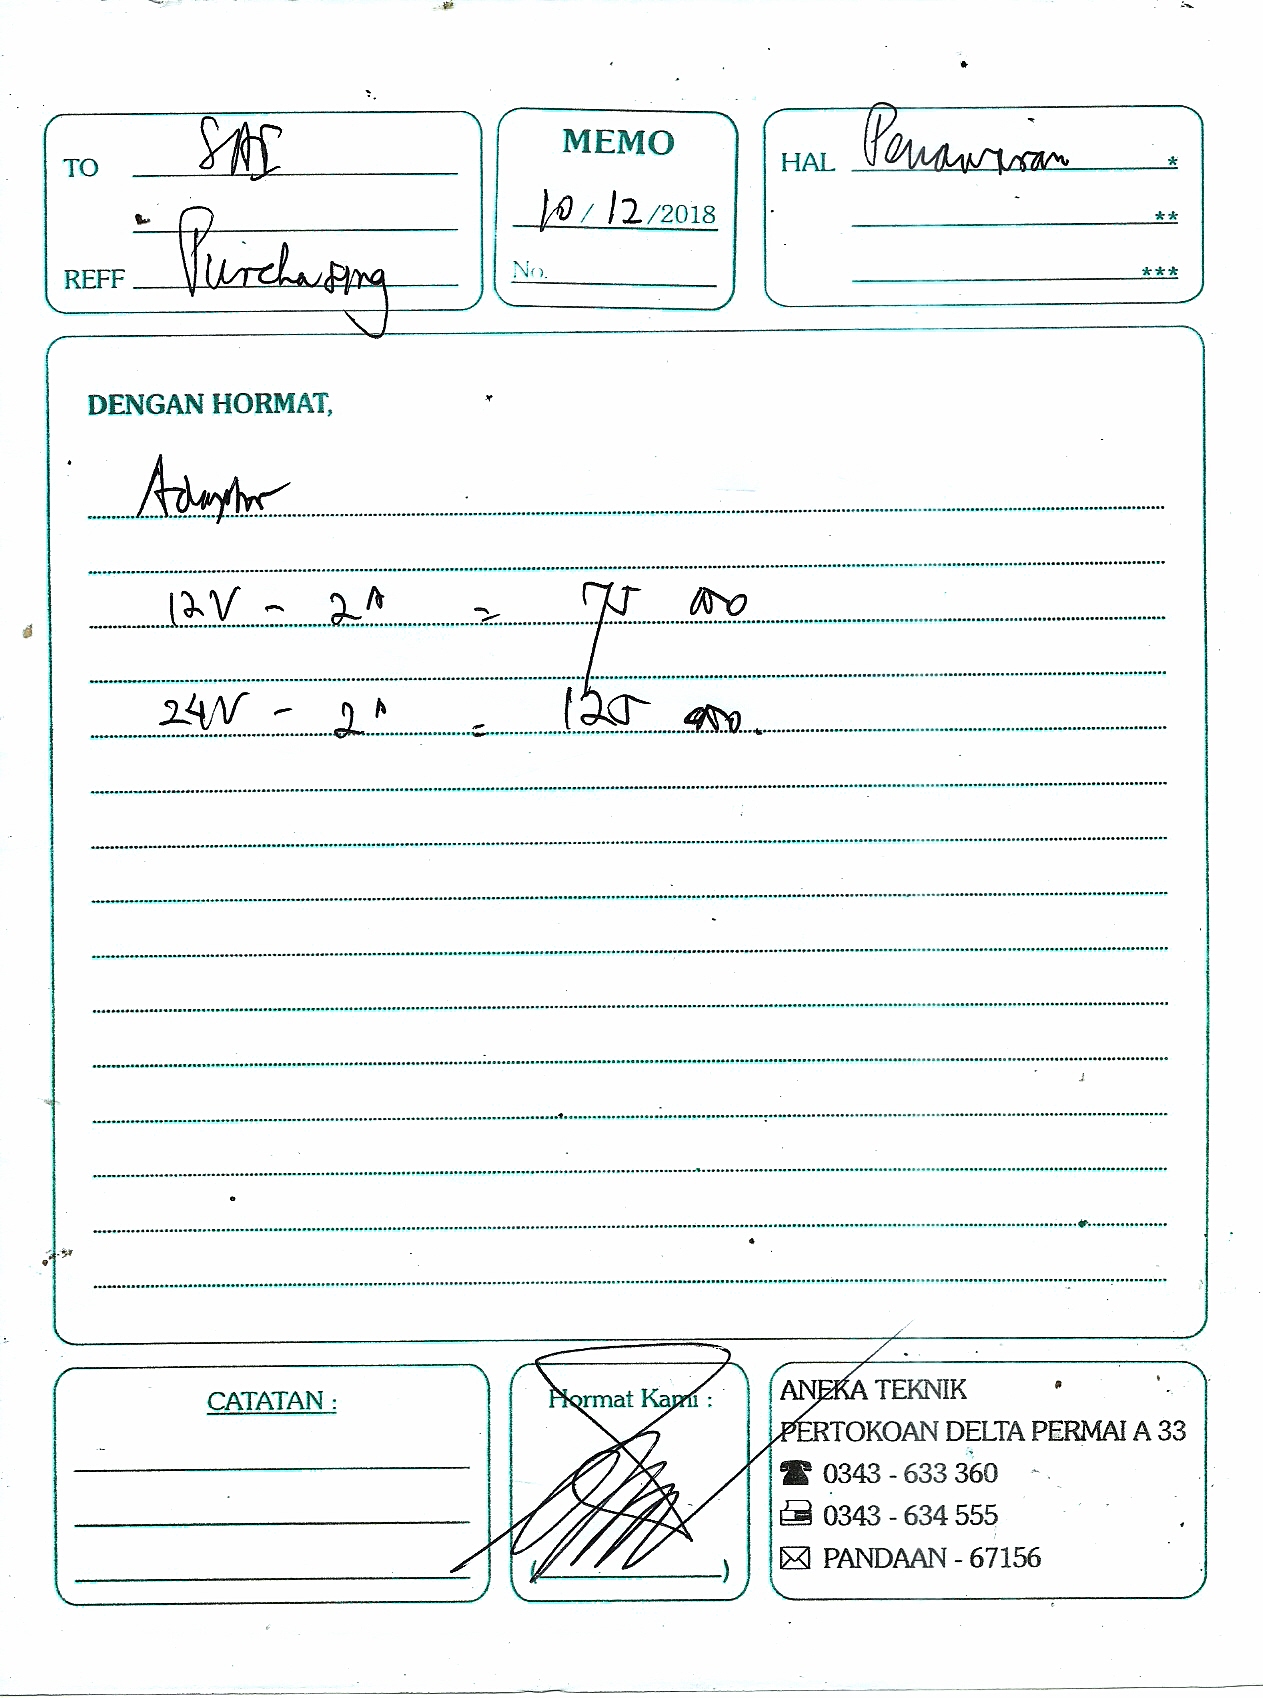 TO SAI
MEMO
HAL Penawaran *
10/12/2018
**
REFF Purchasing
No.
***
DENGAN HORMAT,
Adaptor
12V - 2A = 75 000
24V - 2A = 125 000.
CATATAN :
Hormat Kami :
( )
ANEKA TEKNIK
PERTOKOAN DELTA PERMAI A 33
0343 - 633 360
0343 - 634 555
PANDAAN - 67156